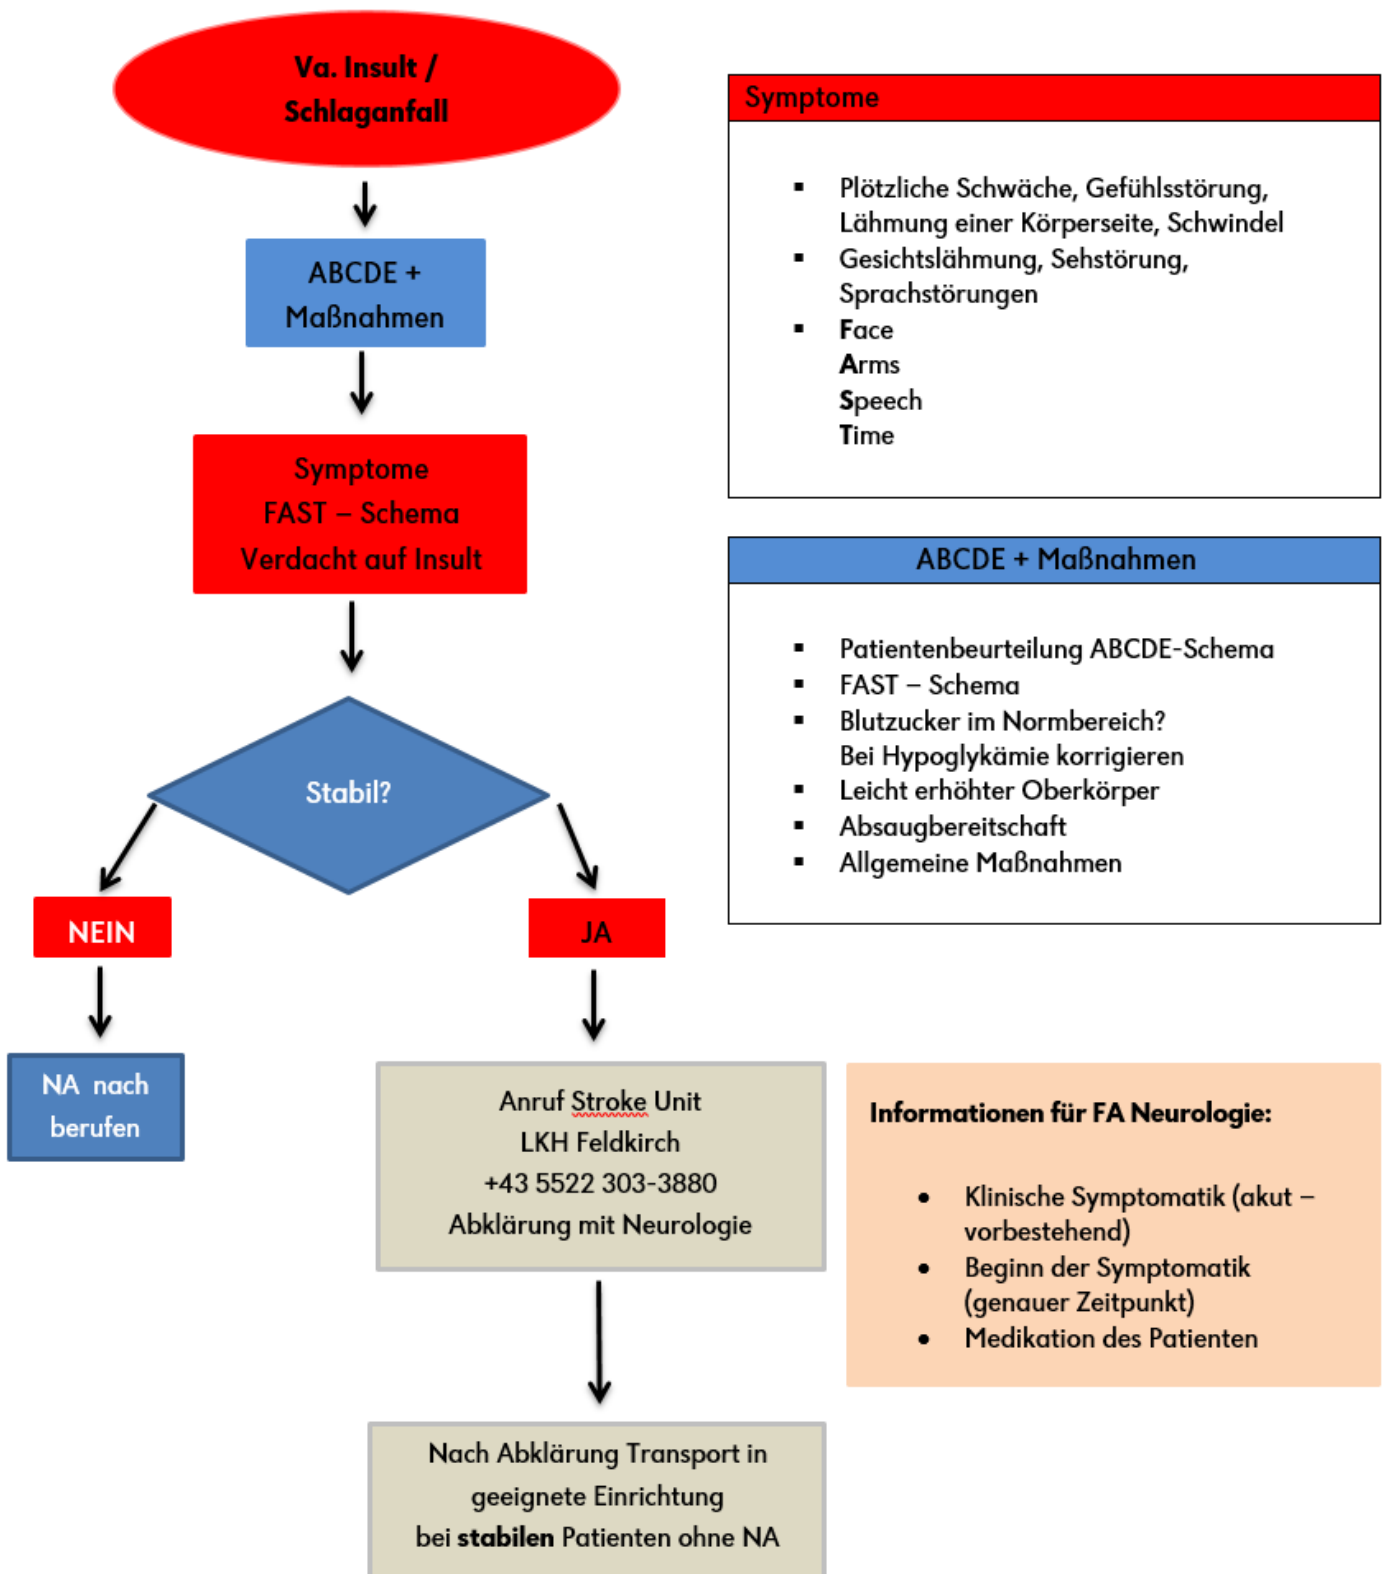 Va. Insult /
Schlaganfall
ABCDE +
Maßnahmen
Symptome
FAST – Schema
Verdacht auf Insult
Stabil?
NEIN
JA
NA nach
berufen
Anruf Stroke Unit
LKH Feldkirch
+43 5522 303-3880
Abklärung mit Neurologie
Nach Abklärung Transport in
geeignete Einrichtung
bei stabilen Patienten ohne NA
Symptome
▪ Plötzliche Schwäche, Gefühlsstörung,
Lähmung einer Körperseite, Schwindel
▪ Gesichtslähmung, Sehstörung,
Sprachstörungen
▪ Face
Arms
Speech
Time
ABCDE + Maßnahmen
▪ Patientenbeurteilung ABCDE-Schema
▪ FAST – Schema
▪ Blutzucker im Normbereich?
Bei Hypoglykämie korrigieren
▪ Leicht erhöhter Oberkörper
▪ Absaugbereitschaft
▪ Allgemeine Maßnahmen
Informationen für FA Neurologie:
• Klinische Symptomatik (akut –
vorbestehend)
• Beginn der Symptomatik
(genauer Zeitpunkt)
• Medikation des Patienten